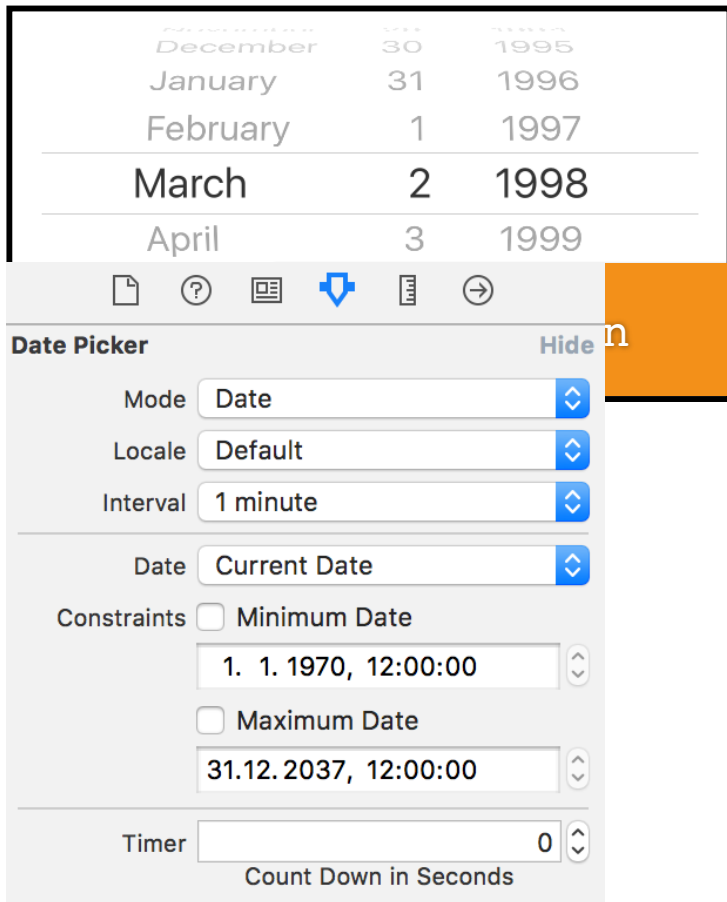 December 30 1995
January 31 1996
February 1 1997
March 2 1998
April 3 1999
n
Date Picker Hide
Mode Date
Locale Default
Interval 1 minute
Date Current Date
Constraints Minimum Date
1. 1. 1970, 12:00:00
Maximum Date
31.12. 2037, 12:00:00
Timer 0
Count Down in Seconds